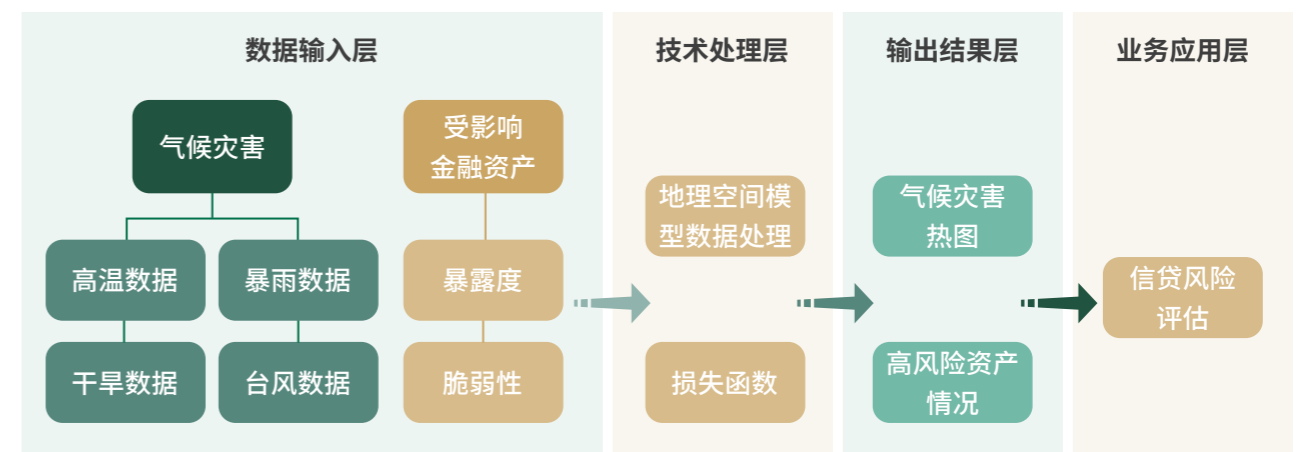 数据输入层
气候灾害
受影响
金融资产
高温数据
暴雨数据
暴露度
干旱数据
台风数据
脆弱性
技术处理层
地理空间模
型数据处理
损失函数
输出结果层
气候灾害
热图
高风险资产
情况
业务应用层
信贷风险
评估